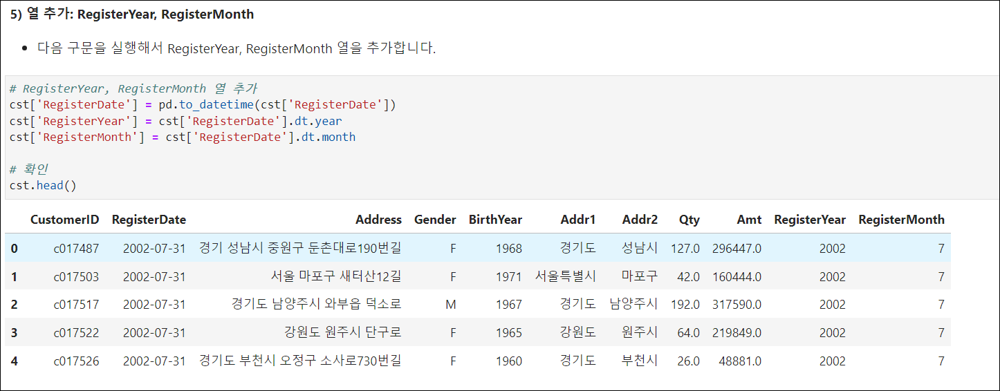 5) 열 추가: RegisterYear, RegisterMonth
• 다음 구문을 실행해서 RegisterYear, RegisterMonth 열을 추가합니다.
# RegisterYear, RegisterMonth 열 추가
cst['RegisterDate'] = pd.to_datetime(cst['RegisterDate'])
cst['RegisterYear'] = cst['RegisterDate'].dt.year
cst['RegisterMonth'] = cst['RegisterDate'].dt.month
# 확인
cst.head()
CustomerID RegisterDate Address Gender BirthYear Addr1 Addr2 Qty Amt RegisterYear RegisterMonth
0 c017487 2002-07-31 경기 성남시 중원구 둔촌대로190번길 F 1968 경기도 성남시 127.0 296447.0 2002 7
1 c017503 2002-07-31 서울 마포구 새터산12길 F 1971 서울특별시 마포구 42.0 160444.0 2002 7
2 c017517 2002-07-31 경기도 남양주시 와부읍 덕소로 M 1967 경기도 남양주시 192.0 317590.0 2002 7
3 c017522 2002-07-31 강원도 원주시 단구로 F 1965 강원도 원주시 64.0 219849.0 2002 7
4 c017526 2002-07-31 경기도 부천시 오정구 소사로730번길 F 1960 경기도 부천시 26.0 48881.0 2002 7